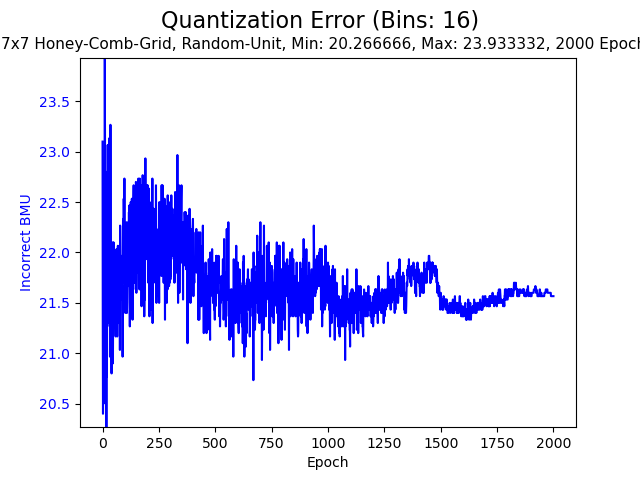 Quantization Error (Bins: 16)
7x7 Honey-Comb-Grid, Random-Unit, Min: 20.266666, Max: 23.933332, 2000 Epoch
23.5
23.0
22.5
22.0
21.5
21.0
20.5
Incorrect BMU
0 250 500 750 1000 1250 1500 1750 2000
Epoch